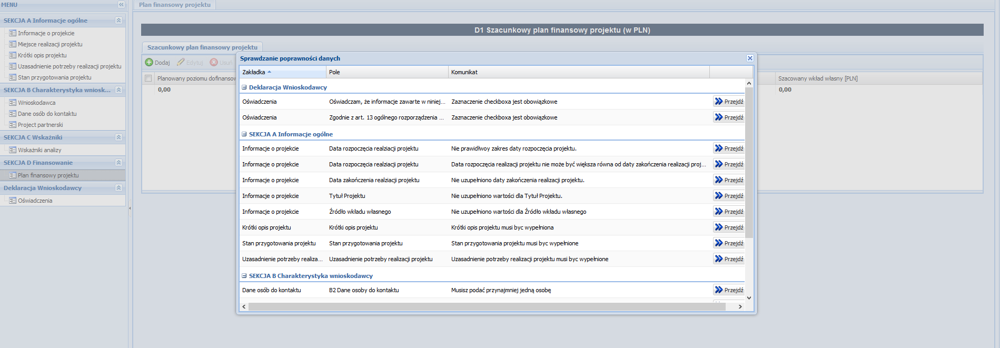 MENU
SEKCJA A Informacje ogólne
Informacje o projekcie
Miejsce realizacji projektu
Krótki opis projektu
Uzasadnienie potrzeby realizacji projektu
Stan przygotowania projektu
SEKCJA B Charakterystyka wniosk...
Wnioskodawca
Dane osób do kontaktu
Project partnerski
SEKCJA C Wskaźniki
Wskaźniki analizy
SEKCJA D Finansowanie
Plan finansowy projektu
Deklaracja Wnioskodawcy
Oświadczenia
Plan finansowy projektu
D1 Szacunkowy plan finansowy projektu (w PLN)
Szacunkowy plan finansowy projektu
Dodaj Edytuj Usuń
Planowany poziomu dofinansow
Szacowany wkład własny [PLN]
0,00
0,00
Sprawdzanie poprawności danych
Zakładka Pole Komunikat
Deklaracja Wnioskodawcy
Oświadczenia Oświadczam, że informacje zawarte w niniej... Zaznaczenie checkboxa jest obowiązkowe Przejdź
Oświadczenia Zgodnie z art. 13 ogólnego rozporządzenia ... Zaznaczenie checkboxa jest obowiązkowe Przejdź
SEKCJA A Informacje ogólne
Informacje o projekcie Data rozpoczęcia realziacji projektu Nie prawidłwoy zakres daty rozpoczęcia projektu. Przejdź
Informacje o projekcie Data rozpoczęcia realziacji projektu Data rozpoczęcia realizacji projektu nie może być większa równa od daty zakończenia realizacji proj... Przejdź
Informacje o projekcie Data zakończenia realziacji projektu Nie uzupełniono daty zakończenia realizacji projektu. Przejdź
Informacje o projekcie Tytuł Projektu Nie uzupełniono wartości dla Tytuł Projektu. Przejdź
Informacje o projekcie Źródło wkładu własnego Nie uzupełniono wartości dla Źródło wkładu własnego Przejdź
Krótki opis projektu Krótki opis projektu Krótki opis projektu musi byc wypełniona Przejdź
Stan przygotowania projektu Stan przygotowania projektu Stan przygotowania projektu musi byc wypełnione Przejdź
Uzasadnienie potrzeby realiza... Uzasadnienie potrzeby realizacji projektu Uzasadnienie potrzeby realizacji projektu musi byc wypełnione Przejdź
SEKCJA B Charakterystyka wnioskodawcy
Dane osób do kontaktu B2 Dane osoby do kontaktu Musisz podać przynajmniej jedną osobę Przejdź